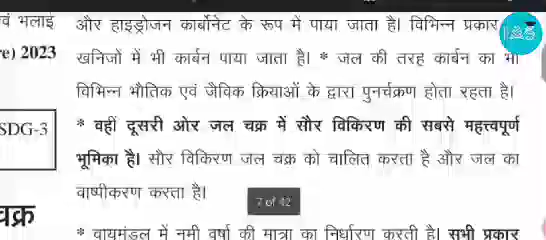 वं भलाई
re) 2023
SDG-3
और हाइड्रोजन कार्बोनेट के रूप में पाया जाता है। विभिन्न प्रकार
खनिजों में भी कार्बन पाया जाता है। * जल की तरह कार्बन का भी
विभिन्न भौतिक एवं जैविक क्रियाओं के द्वारा पुनर्चक्रण होता रहता है।
* वहीं दूसरी ओर जल चक्र में सौर विकिरण की सबसे महत्त्वपूर्ण
भूमिका है। सौर विकिरण जल चक्र को चालित करता है और जल का
वाष्पीकरण करता है।
7 of 42
* वायुमंडल में नमी वर्षा की मात्रा का निर्धारण करती है। सभी प्रकार